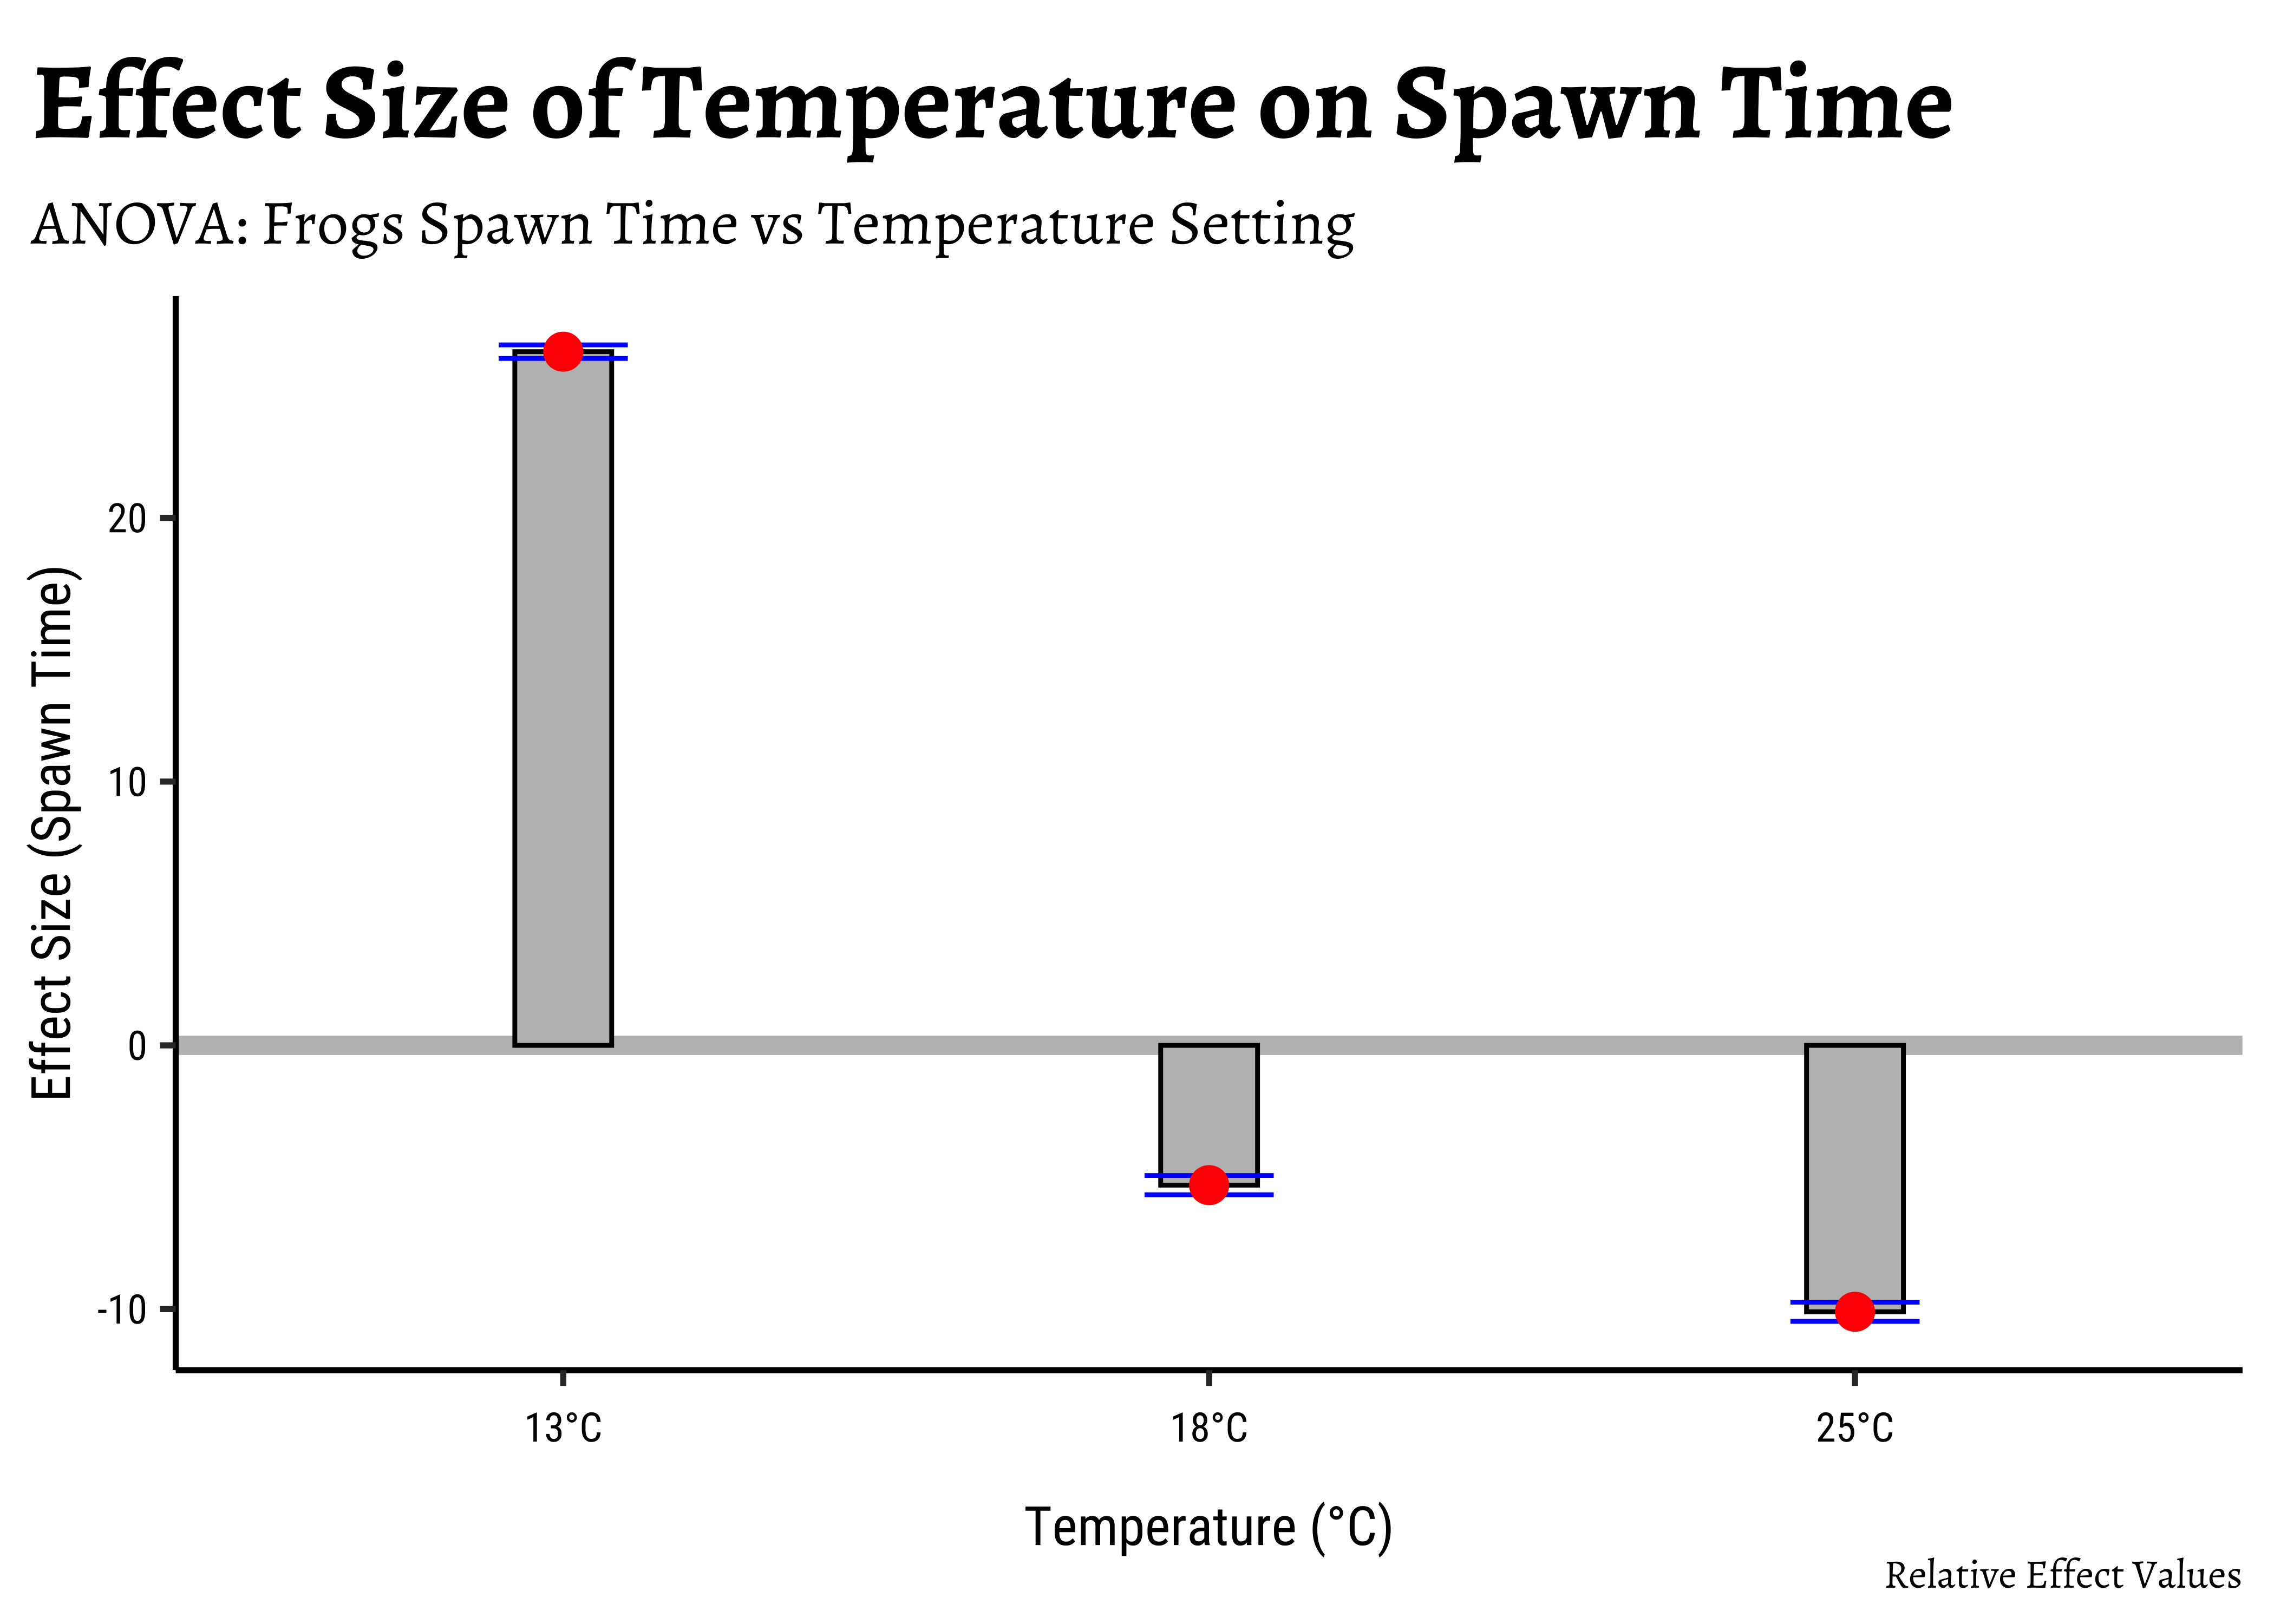 Effect Size of Temperature on Spawn Time
ANOVA: Frogs Spawn Time vs Temperature Setting
Effect Size (Spawn Time)
20
10
0
-10
13°C
18°C
25°C
Temperature (°C)
Relative Effect Values